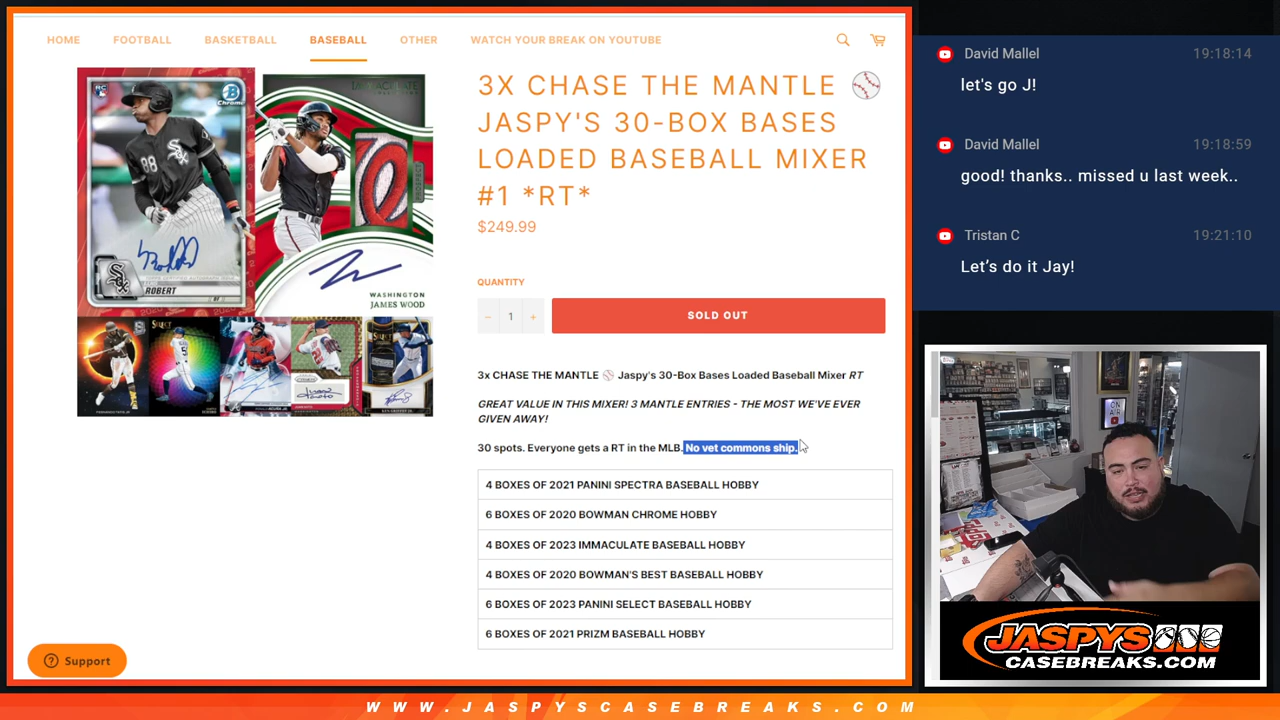 HOME FOOTBALL BASKETBALL BASEBALL OTHER WATCH YOUR BREAK ON YOUTUBE
88
ROBERT
WASHINGTON
JAMES WOOD
3X CHASE THE MANTLE ⚾
JASPY'S 30-BOX BASES
LOADED BASEBALL MIXER
#1 *RT*
$249.99
QUANTITY
− 1 + SOLD OUT
3x CHASE THE MANTLE ⚾ Jaspy's 30-Box Bases Loaded Baseball Mixer RT
GREAT VALUE IN THIS MIXER! 3 MANTLE ENTRIES - THE MOST WE'VE EVER
GIVEN AWAY!
30 spots. Everyone gets a RT in the MLB. No vet commons ship.
4 BOXES OF 2021 PANINI SPECTRA BASEBALL HOBBY
6 BOXES OF 2020 BOWMAN CHROME HOBBY
4 BOXES OF 2023 IMMACULATE BASEBALL HOBBY
4 BOXES OF 2020 BOWMAN'S BEST BASEBALL HOBBY
6 BOXES OF 2023 PANINI SELECT BASEBALL HOBBY
6 BOXES OF 2021 PRIZM BASEBALL HOBBY
Support
David Mallel 19:18:14
let's go J!
David Mallel 19:18:59
good! thanks.. missed u last week..
Tristan C 19:21:10
Let’s do it Jay!
ON AIR
JASPYS
CASEBREAKS.COM
WWW.JASPYSCASEBREAKS.COM